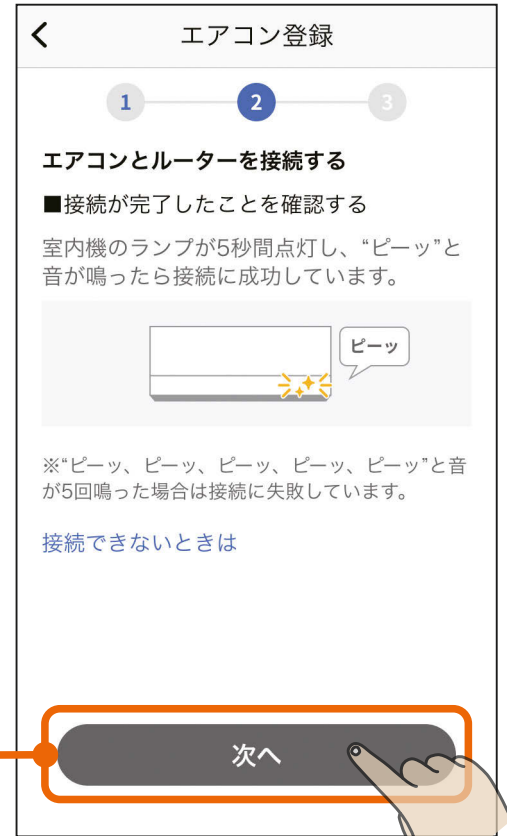 エアコン登録
1 2 3
エアコンとルーターを接続する
■接続が完了したことを確認する
室内機のランプが5秒間点灯し、“ピーッ”と
音が鳴ったら接続に成功しています。
ピーッ
※“ピーッ、ピーッ、ピーッ、ピーッ、ピーッ”と音
が5回鳴った場合は接続に失敗しています。
接続できないときは
次へ